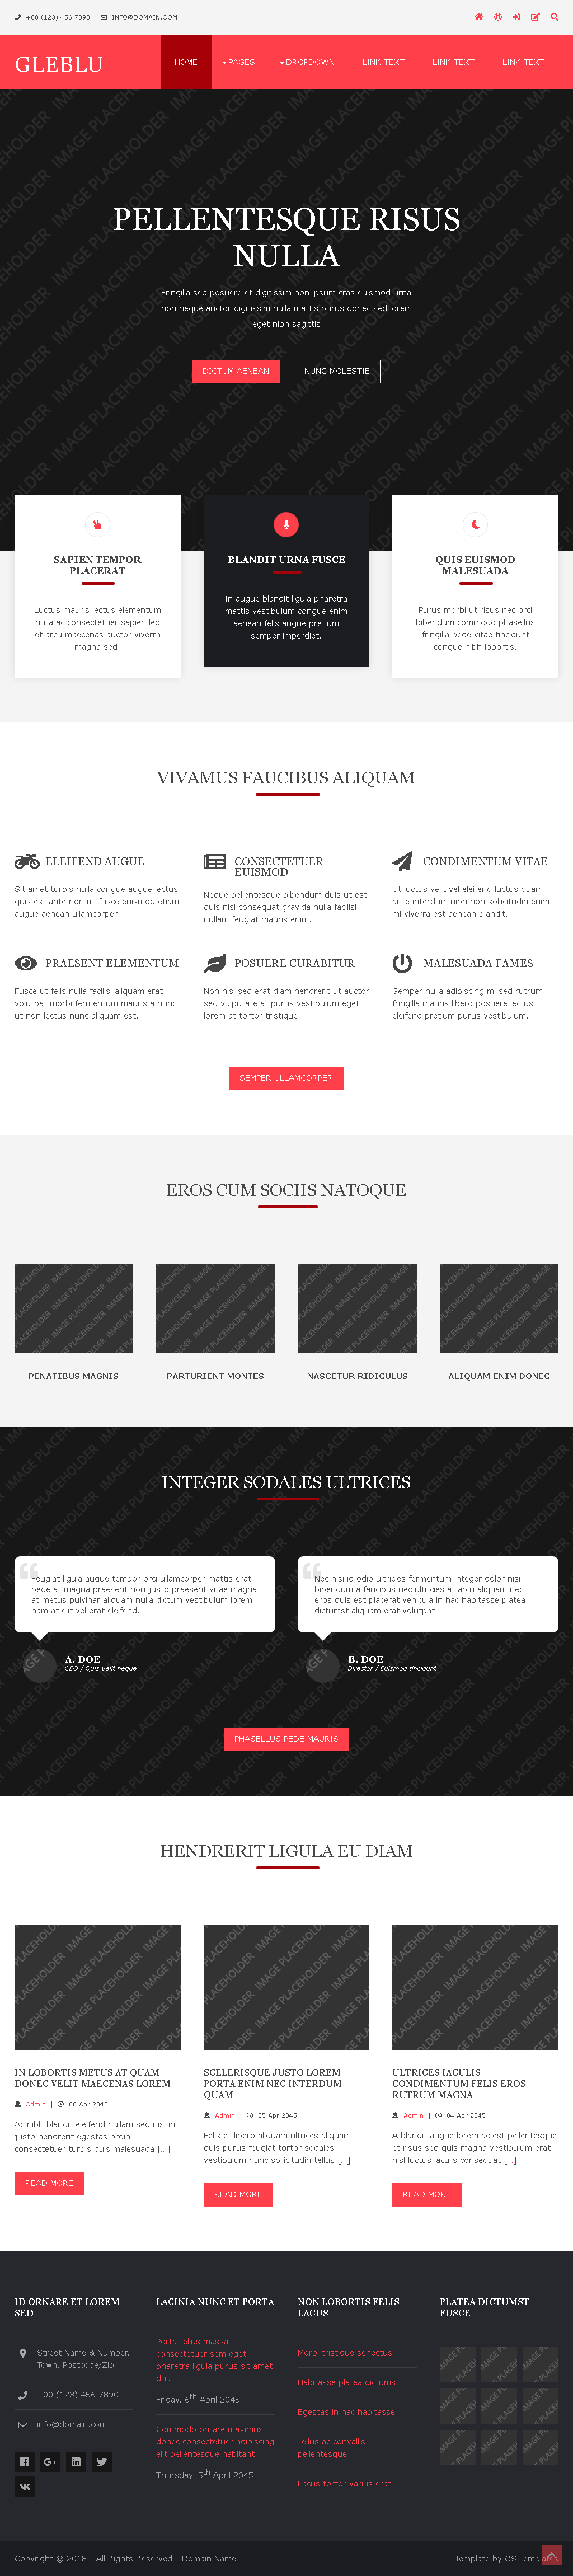 +00 (123) 456 7890 INFO@DOMAIN.COM
GLEBLU
HOME PAGES DROPDOWN LINK TEXT LINK TEXT LINK TEXT
PELLENTESQUE RISUS
NULLA
Fringilla sed posuere et dignissim non ipsum cras euismod urna
non neque auctor dignissim nulla mattis purus donec sed lorem
eget nibh sagittis
DICTUM AENEAN NUNC MOLESTIE
SAPIEN TEMPOR
PLACERAT
Luctus mauris lectus elementum
nulla ac consectetuer sapien leo
et arcu maecenas auctor viverra
magna sed.
BLANDIT URNA FUSCE
In augue blandit ligula pharetra
mattis vestibulum congue enim
aenean felis augue pretium
semper imperdiet.
QUIS EUISMOD
MALESUADA
Purus morbi ut risus nec orci
bibendum commodo phasellus
fringilla pede vitae tincidunt
congue nibh lobortis.
VIVAMUS FAUCIBUS ALIQUAM
ELEIFEND AUGUE
Sit amet turpis nulla congue augue lectus
quis est ante non mi fusce euismod etiam
augue aenean ullamcorper.
CONSECTETUER
EUISMOD
Neque pellentesque bibendum duis ut est
quis nisl consequat gravida nulla facilisi
nullam feugiat mauris enim.
CONDIMENTUM VITAE
Ut luctus velit vel eleifend luctus quam
ante interdum nibh non sollicitudin enim
mi viverra est aenean blandit.
PRAESENT ELEMENTUM
Fusce ut felis nulla facilisi aliquam erat
volutpat morbi fermentum mauris a nunc
ut non lectus nunc aliquam est.
POSUERE CURABITUR
Non nisi sed erat diam hendrerit ut auctor
sed vulputate at purus vestibulum eget
lorem at tortor tristique.
MALESUADA FAMES
Semper nulla adipiscing mi sed rutrum
fringilla mauris libero posuere lectus
eleifend pretium purus vestibulum.
SEMPER ULLAMCORPER
EROS CUM SOCIIS NATOQUE
PENATIBUS MAGNIS PARTURIENT MONTES NASCETUR RIDICULUS ALIQUAM ENIM DONEC
INTEGER SODALES ULTRICES
Feugiat ligula augue tempor orci ullamcorper mattis erat
pede at magna praesent non justo praesent vitae magna
at metus pulvinar aliquam nulla dictum vestibulum lorem
nam at elit vel erat eleifend.
A. DOE
CEO / Quis velit neque
Nec nisi id odio ultricies fermentum integer dolor nisi
bibendum a faucibus nec ultricies at arcu aliquam nec
eros quis est placerat vehicula in hac habitasse platea
dictumst aliquam erat volutpat.
B. DOE
Director / Euismod tincidunt
PHASELLUS PEDE MAURIS
HENDRERIT LIGULA EU DIAM
IN LOBORTIS METUS AT QUAM
DONEC VELIT MAECENAS LOREM
Admin | 06 Apr 2045
Ac nibh blandit eleifend nullam sed nisi in
justo hendrerit egestas proin
consectetuer turpis quis malesuada […]
READ MORE
SCELERISQUE JUSTO LOREM
PORTA ENIM NEC INTERDUM
QUAM
Admin | 05 Apr 2045
Felis et libero aliquam ultrices aliquam
quis purus feugiat tortor sodales
vestibulum nunc sollicitudin tellus […]
READ MORE
ULTRICES IACULIS
CONDIMENTUM FELIS EROS
RUTRUM MAGNA
Admin | 04 Apr 2045
A blandit augue lorem ac est pellentesque
et risus sed quis magna vestibulum erat
nisl luctus iaculis consequat […]
READ MORE
ID ORNARE ET LOREM
SED
Street Name & Number,
Town, Postcode/Zip
+00 (123) 456 7890
info@domain.com
LACINIA NUNC ET PORTA
Porta tellus massa
consectetuer sem eget
pharetra ligula purus sit amet
dui.
Friday, 6th April 2045
Commodo ornare maximus
donec consectetuer adipiscing
elit pellentesque habitant.
Thursday, 5th April 2045
NON LOBORTIS FELIS
LACUS
Morbi tristique senectus
Habitasse platea dictumst
Egestas in hac habitasse
Tellus ac convallis
pellentesque
Lacus tortor varius erat
PLATEA DICTUMST
FUSCE
Copyright © 2018 - All Rights Reserved - Domain Name
Template by OS Templates